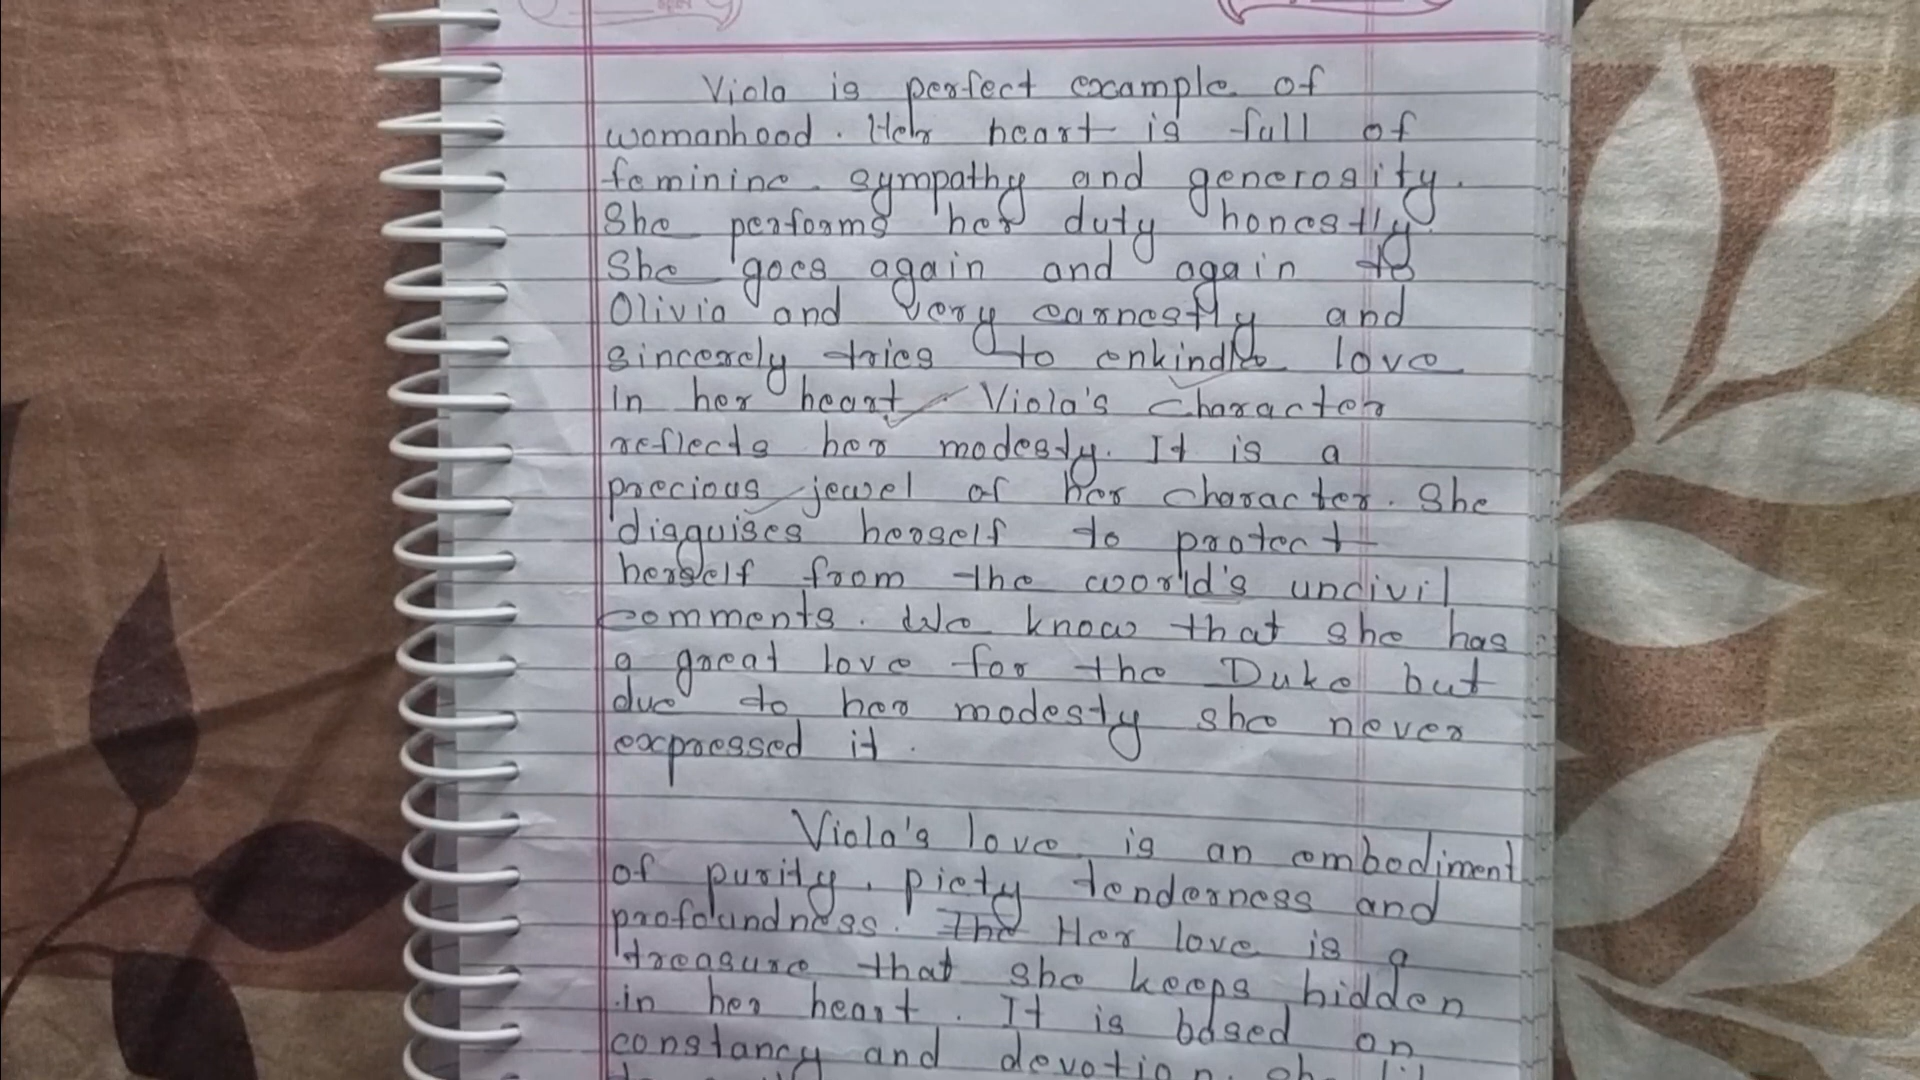 Viola is perfect example of
womanhood. Her heart is full of
feminine sympathy and generosity.
She performs her duty honestly.
She goes again and again to
Olivia and very earnestly and
sincerely tries to enkindle love
in her heart. Viola's character
reflects her modesty. It is a
precious jewel of her character. She
disguises herself to protect
herself from the world's uncivil
comments. We know that she has
a great love for the Duke but
due to her modesty she never
expressed it.
Viola's love is an embodiment
of purity, piety tenderness and
profoundness. The Her love is a
treasure that she keeps hidden
in her heart. It is based on
constancy and devotion.